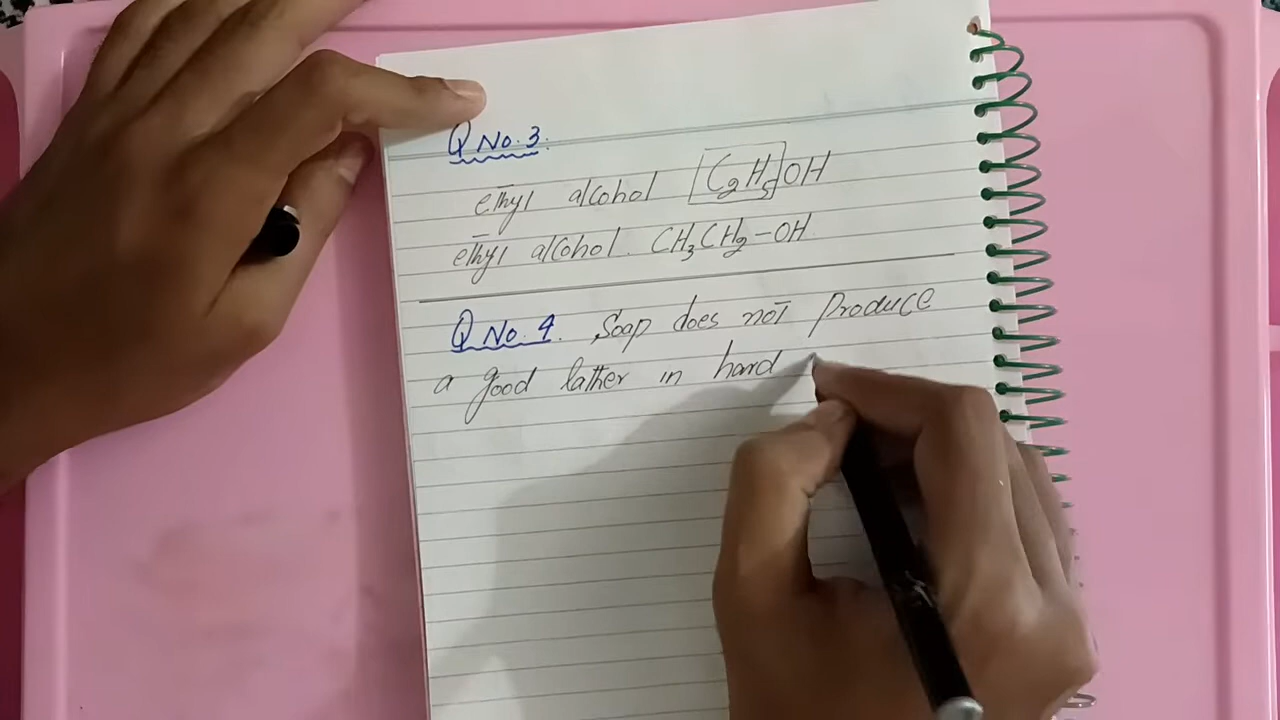 Q No. 3.
ethyl alcohol C2H5OH
ethyl alcohol. CH3CH2-OH
Q No. 4. Soap does not produce
a good lather in hard